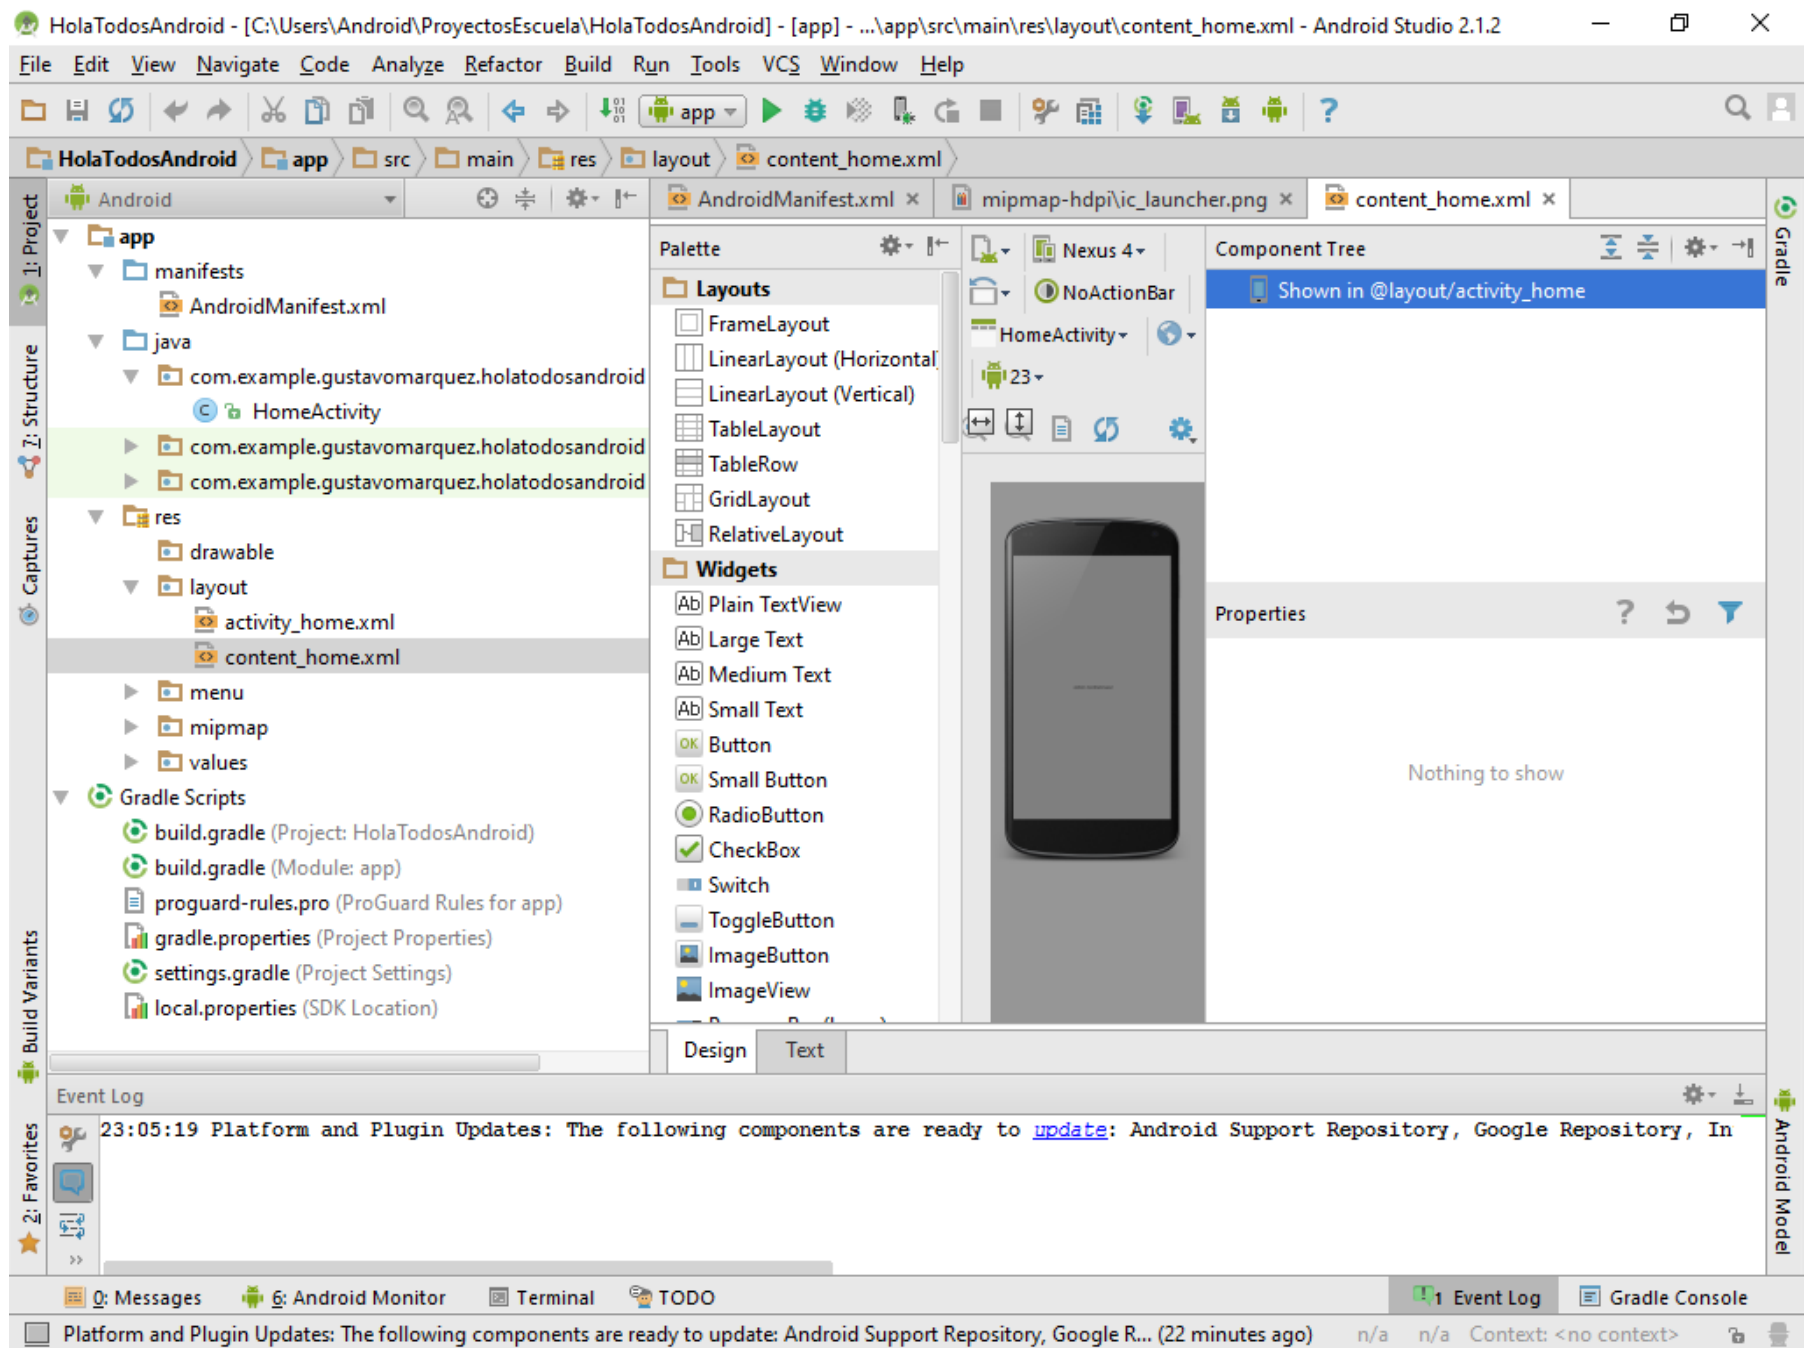 HolaTodosAndroid - [C:\Users\Android\ProyectosEscuela\HolaTodosAndroid] - [app] - ...\app\src\main\res\layout\content_home.xml - Android Studio 2.1.2
File Edit View Navigate Code Analyze Refactor Build Run Tools VCS Window Help
app
HolaTodosAndroid app src main res layout content_home.xml
1: Project
7: Structure
Captures
Build Variants
2: Favorites
Android
app
manifests
AndroidManifest.xml
java
com.example.gustavomarquez.holatodosandroid
HomeActivity
com.example.gustavomarquez.holatodosandroid
com.example.gustavomarquez.holatodosandroid
res
drawable
layout
activity_home.xml
content_home.xml
menu
mipmap
values
Gradle Scripts
build.gradle (Project: HolaTodosAndroid)
build.gradle (Module: app)
proguard-rules.pro (ProGuard Rules for app)
gradle.properties (Project Properties)
settings.gradle (Project Settings)
local.properties (SDK Location)
AndroidManifest.xml mipmap-hdpi\ic_launcher.png content_home.xml
Palette
Layouts
FrameLayout
LinearLayout (Horizontal)
LinearLayout (Vertical)
TableLayout
TableRow
GridLayout
RelativeLayout
Widgets
Ab Plain TextView
Ab Large Text
Ab Medium Text
Ab Small Text
OK Button
OK Small Button
RadioButton
CheckBox
Switch
ToggleButton
ImageButton
ImageView
Nexus 4
NoActionBar
HomeActivity
23
Component Tree
Shown in @layout/activity_home
Properties
Nothing to show
Gradle
Android Model
Design Text
Event Log
23:05:19 Platform and Plugin Updates: The following components are ready to update: Android Support Repository, Google Repository, In
0: Messages 6: Android Monitor Terminal TODO 1 Event Log Gradle Console
Platform and Plugin Updates: The following components are ready to update: Android Support Repository, Google R... (22 minutes ago) n/a n/a Context: <no context>